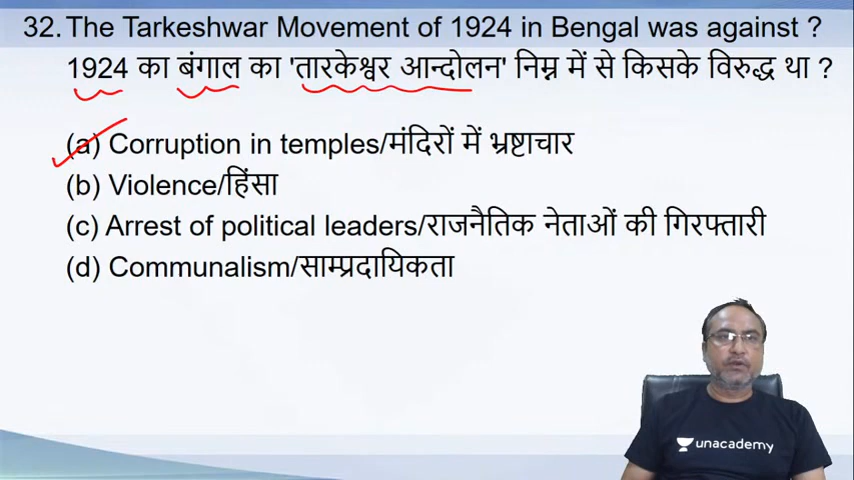 32. The Tarkeshwar Movement of 1924 in Bengal was against ?
1924 का बंगाल का 'तारकेश्वर आन्दोलन' निम्न में से किसके विरुद्ध था ?
(a) Corruption in temples/मंदिरों में भ्रष्टाचार
(b) Violence/हिंसा
(c) Arrest of political leaders/राजनैतिक नेताओं की गिरफ्तारी
(d) Communalism/साम्प्रदायिकता
unacademy